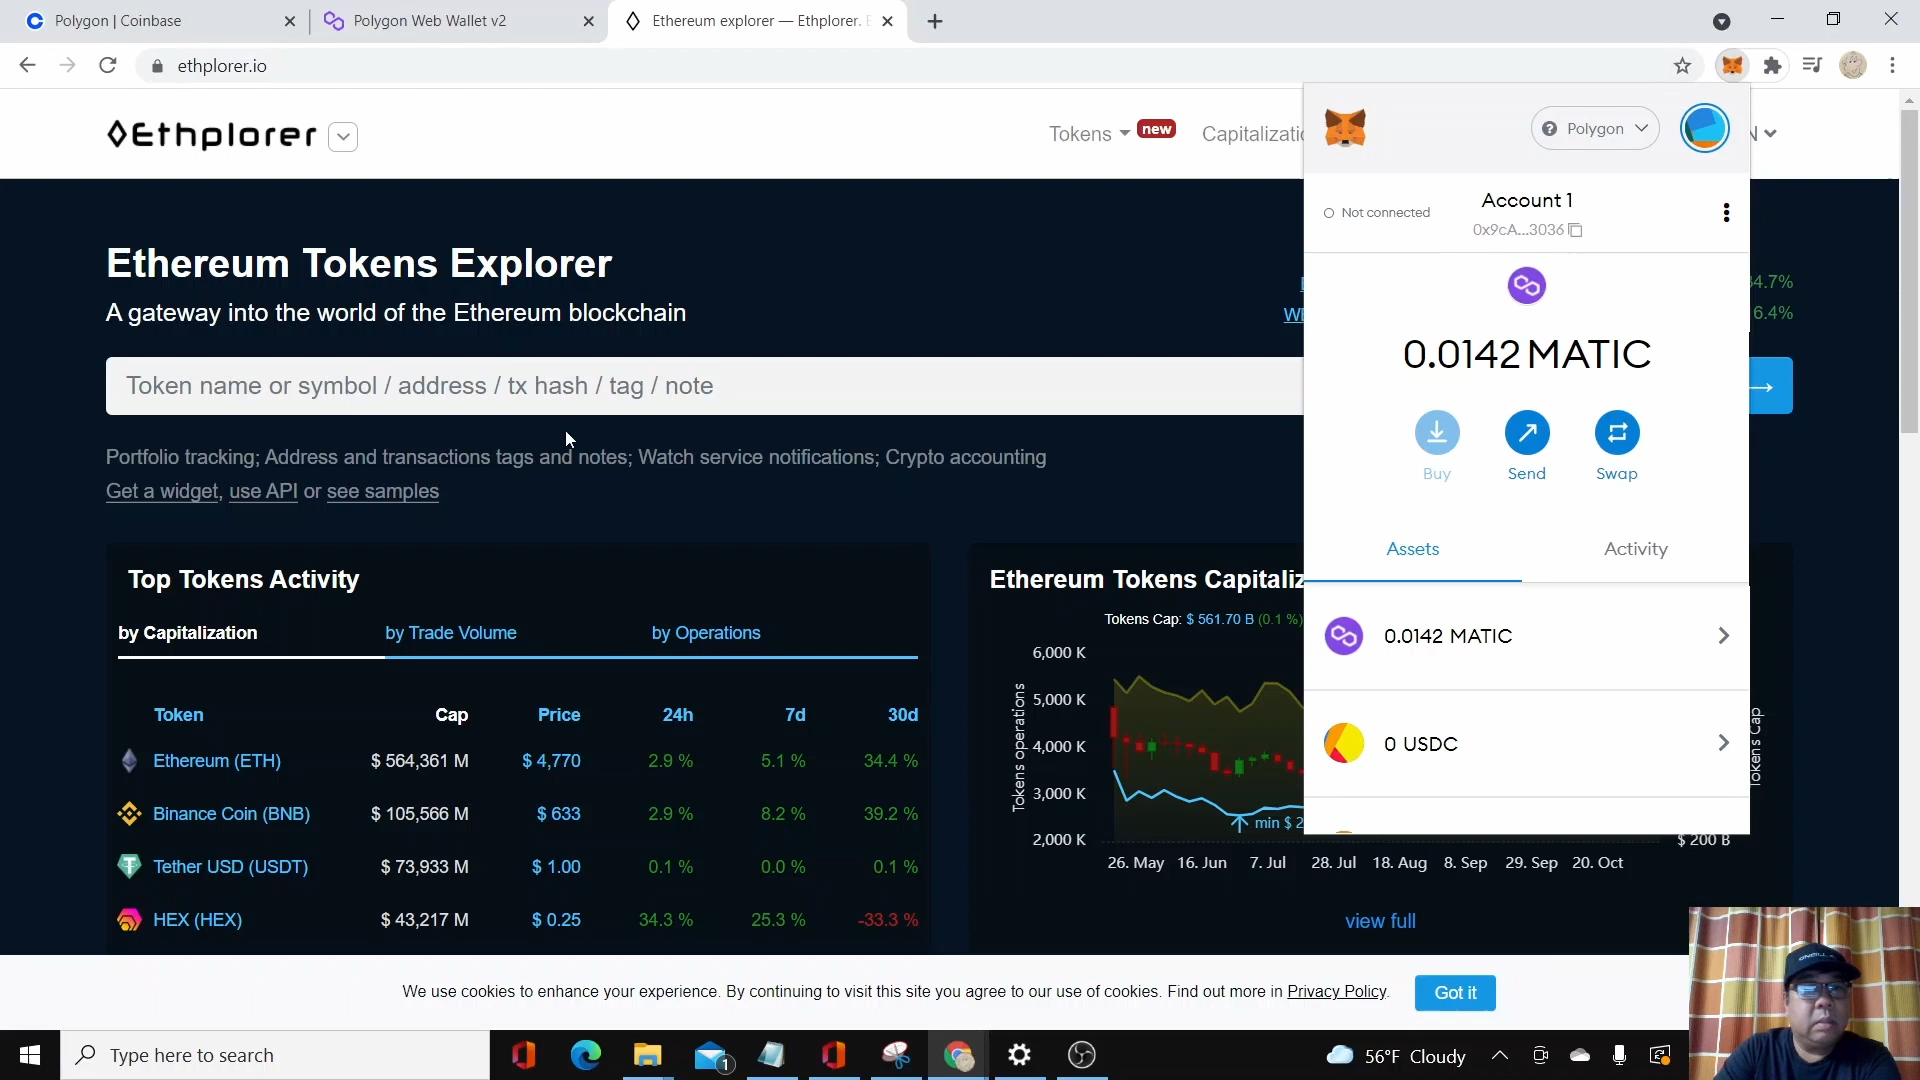 Polygon | Coinbase
Polygon Web Wallet v2
Ethereum explorer — Ethplorer.
ethplorer.io
Ethplorer
Tokens
new
Capitalizatio
Polygon
Not connected
Account 1
0x9cA...3036
0.0142 MATIC
Buy
Send
Swap
Assets
Activity
0.0142 MATIC
0 USDC
Ethereum Tokens Explorer
A gateway into the world of the Ethereum blockchain
4.7%
6.4%
Token name or symbol / address / tx hash / tag / note
Portfolio tracking; Address and transactions tags and notes; Watch service notifications; Crypto accounting
Get a widget, use API or see samples
Top Tokens Activity
by Capitalization by Trade Volume by Operations
Token Cap Price 24h 7d 30d
Ethereum (ETH) $ 564,361 M $ 4,770 2.9 % 5.1 % 34.4 %
Binance Coin (BNB) $ 105,566 M $ 633 2.9 % 8.2 % 39.2 %
Tether USD (USDT) $ 73,933 M $ 1.00 0.1 % 0.0 % 0.1 %
HEX (HEX) $ 43,217 M $ 0.25 34.3 % 25.3 % -33.3 %
Ethereum Tokens Capitaliz
Tokens Cap: $ 561.70 B (0.1 %)
6,000 K
5,000 K
4,000 K
3,000 K
2,000 K
Tokens operations
Tokens Cap
min $ 2
$ 200 B
26. May 16. Jun 7. Jul 28. Jul 18. Aug 8. Sep 29. Sep 20. Oct
view full
We use cookies to enhance your experience. By continuing to visit this site you agree to our use of cookies. Find out more in Privacy Policy.
Got it
Type here to search
1
56°F Cloudy